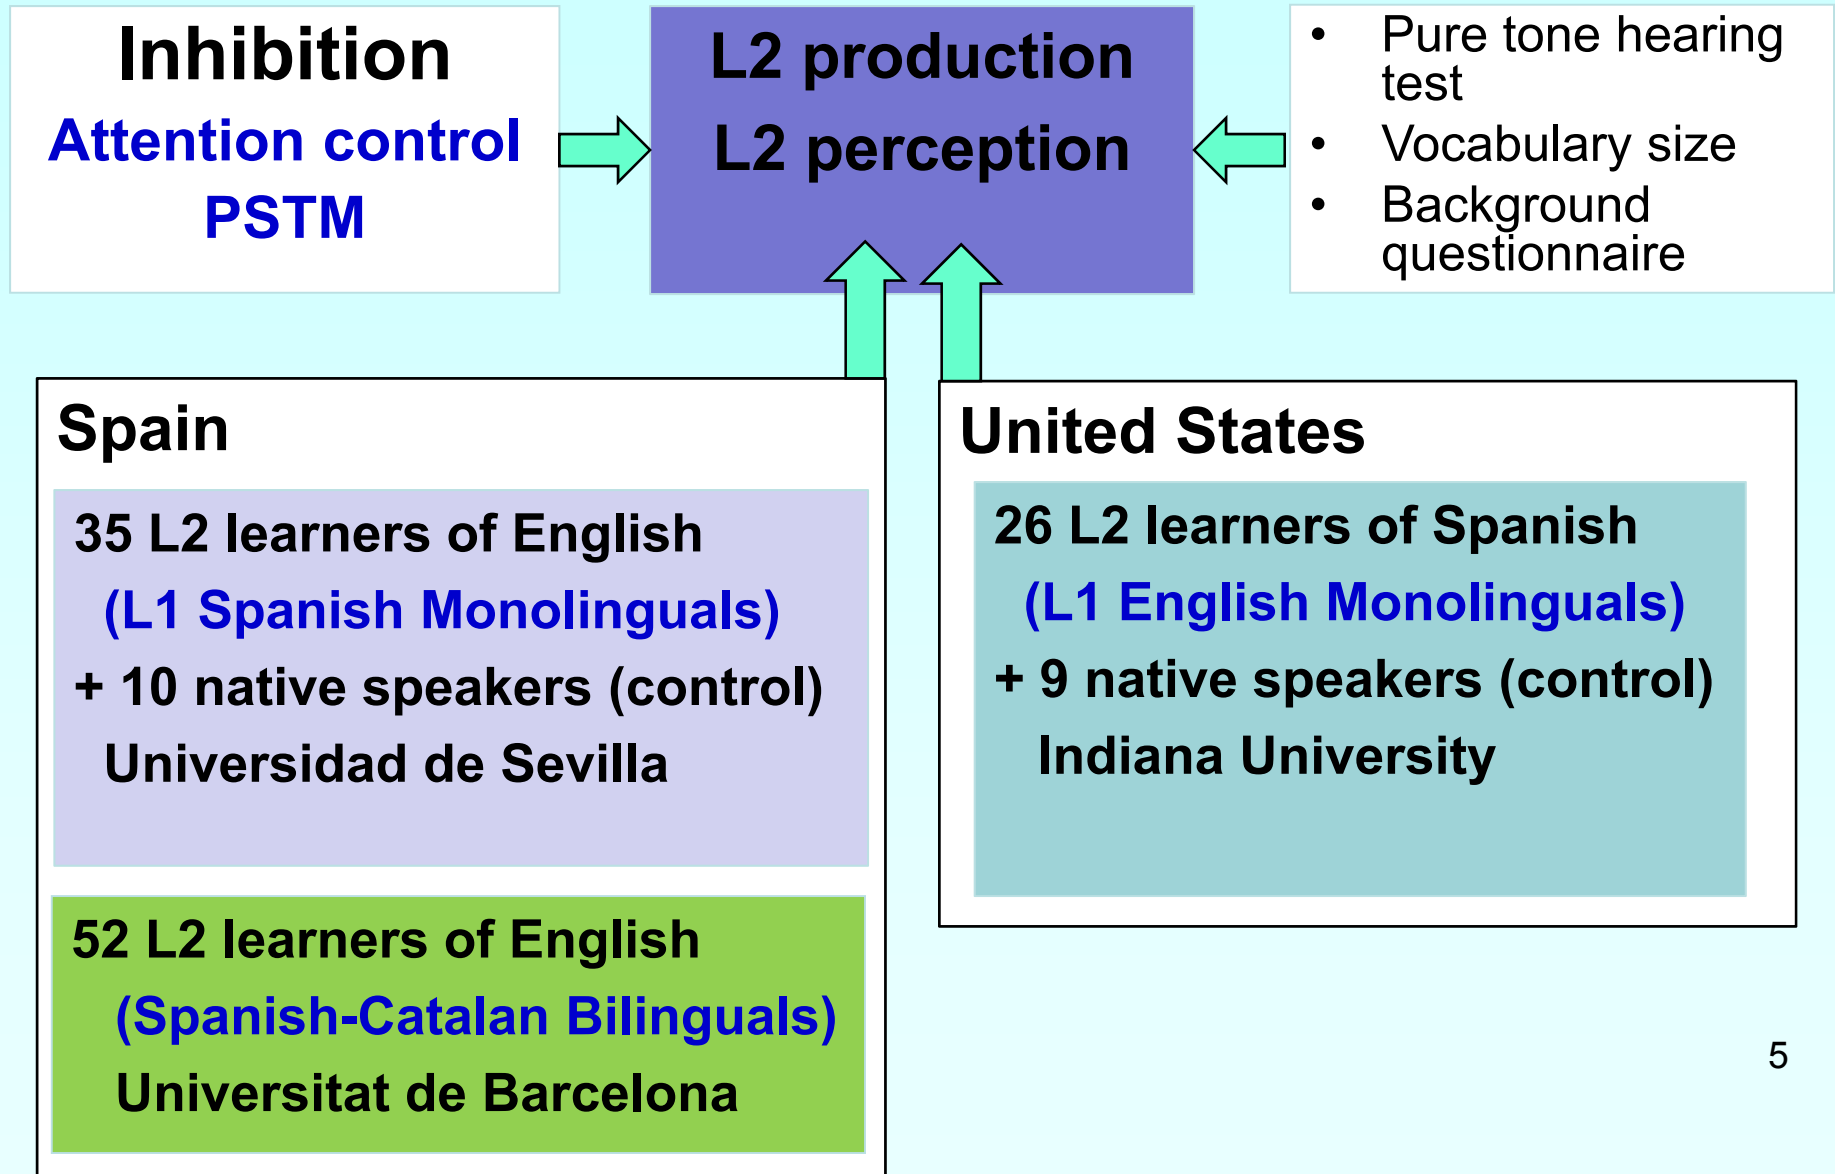 Inhibition
Attention control
PSTM
L2 production
L2 perception
• Pure tone hearing
test
• Vocabulary size
• Background
questionnaire
Spain
35 L2 learners of English
(L1 Spanish Monolinguals)
+ 10 native speakers (control)
Universidad de Sevilla
52 L2 learners of English
(Spanish-Catalan Bilinguals)
Universitat de Barcelona
United States
26 L2 learners of Spanish
(L1 English Monolinguals)
+ 9 native speakers (control)
Indiana University
5